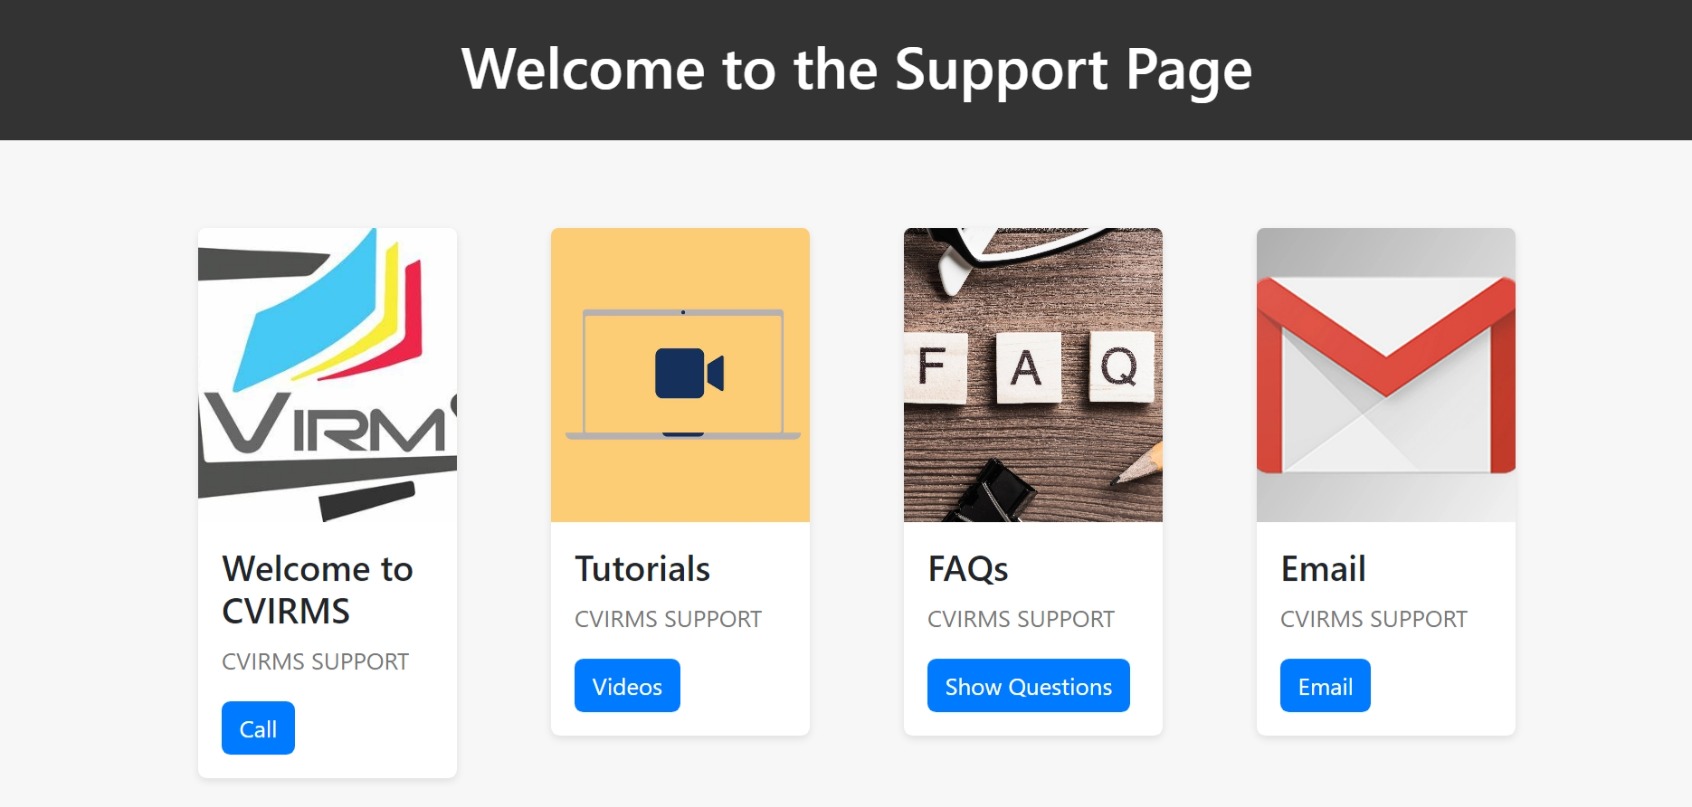 Welcome to the Support Page
VIRM
Welcome to
CVIRMS
CVIRMS SUPPORT
Call
Tutorials
CVIRMS SUPPORT
Videos
F A Q
FAQs
CVIRMS SUPPORT
Show Questions
Email
CVIRMS SUPPORT
Email